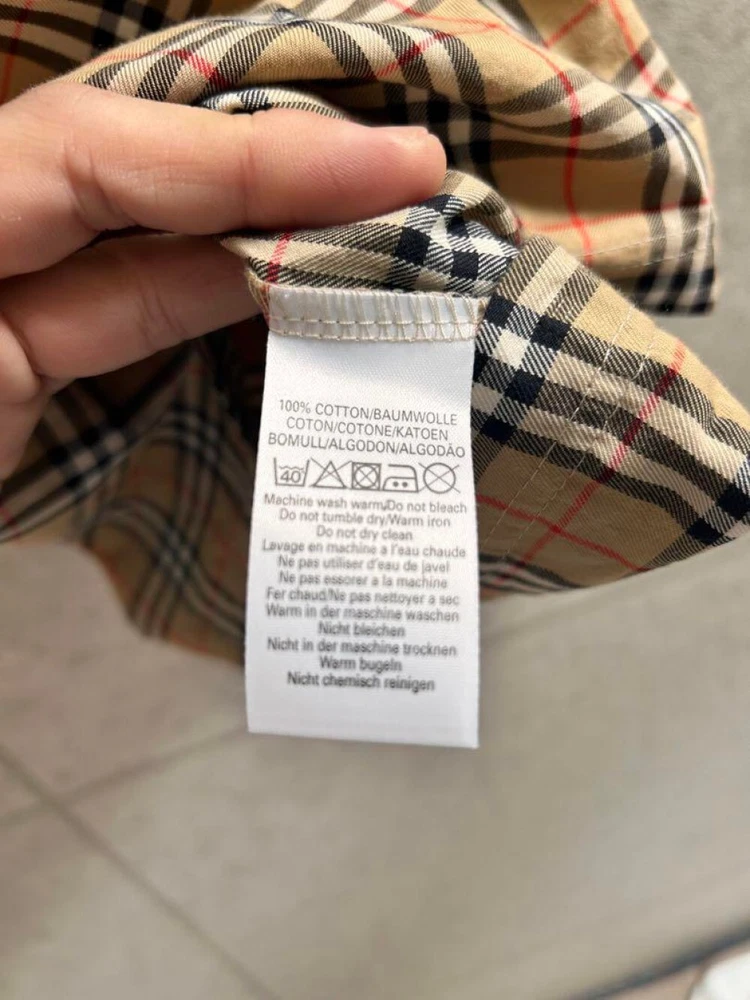 100% COTTON/BAUMWOLLE
COTON/COTONE/KATOEN
BOMULL/ALGODON/ALGODÃO
40
Machine wash warm/Do not bleach
Do not tumble dry/Warm iron
Do not dry clean
Lavage en machine a l'eau chaude
Ne pas utiliser d'eau de javel
Ne pas essorer a la machine
Fer chaud/Ne pas nettoyer a sec
Warm in der maschine waschen
Nicht bleichen
Nicht in der maschine trocknen
Warm bugeln
Nicht chemisch reinigen